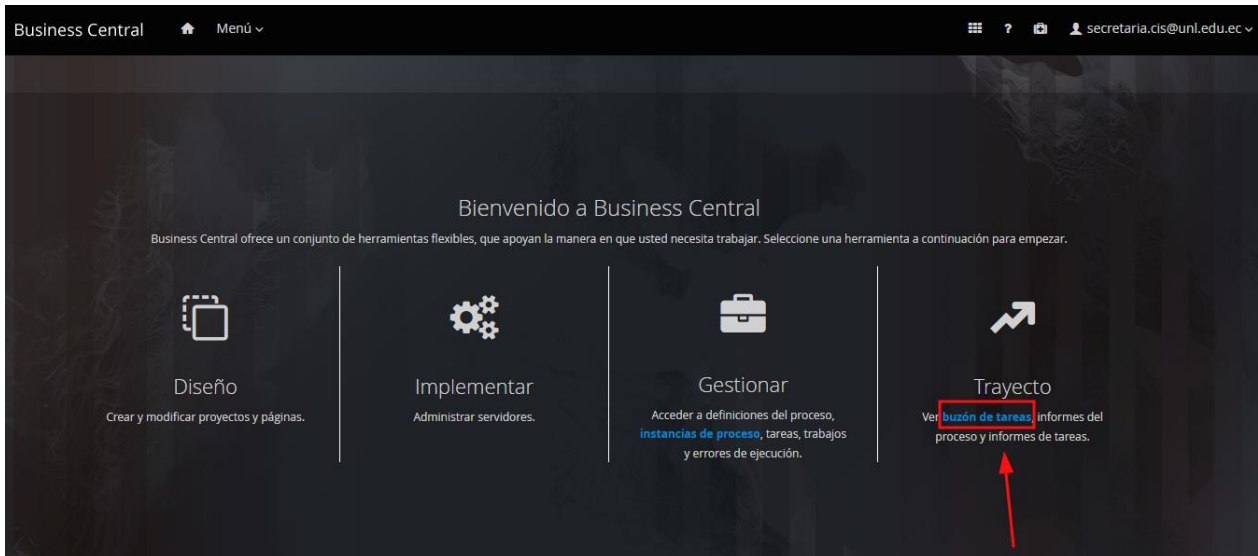 Business Central Menú
? secretaria.cis@unl.edu.ec
Bienvenido a Business Central
Business Central ofrece un conjunto de herramientas flexibles, que apoyan la manera en que usted necesita trabajar. Seleccione una herramienta a continuación para empezar.
Diseño
Crear y modificar proyectos y páginas.
Implementar
Administrar servidores.
Gestionar
Acceder a definiciones del proceso,
instancias de proceso, tareas, trabajos
y errores de ejecución.
Trayecto
Ver buzón de tareas, informes del
proceso y informes de tareas.